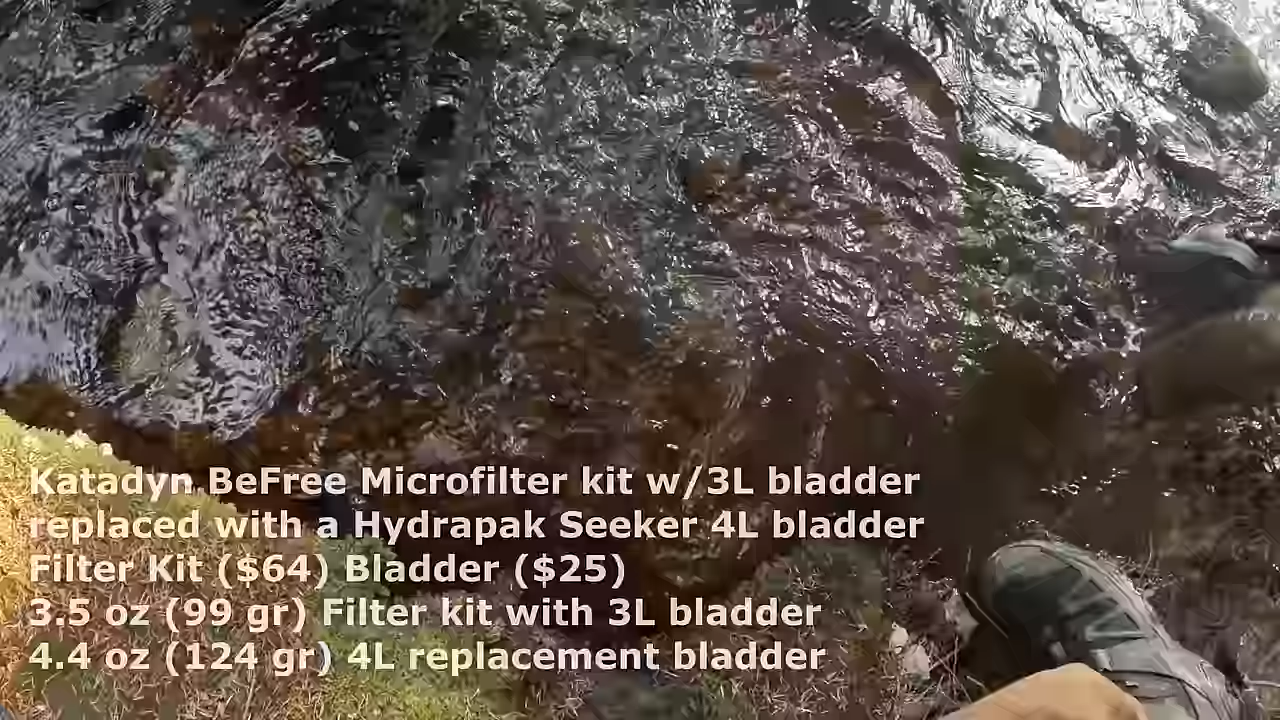 Katadyn BeFree Microfilter kit w/3L bladder
replaced with a Hydrapak Seeker 4L bladder
Filter Kit ($64) Bladder ($25)
3.5 oz (99 gr) Filter kit with 3L bladder
4.4 oz (124 gr) 4L replacement bladder